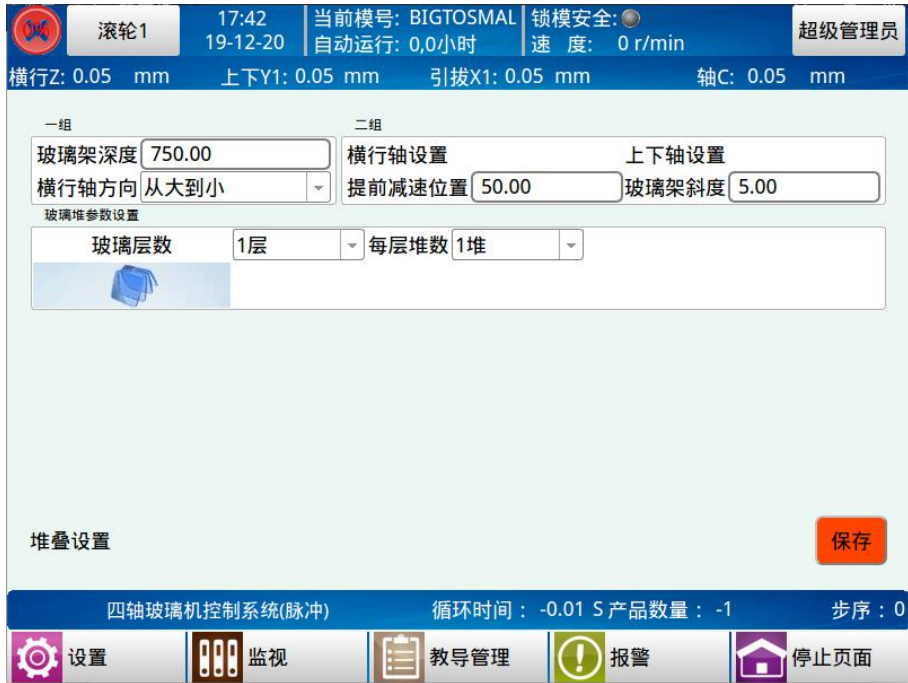 滚轮1
17:42
19-12-20
当前模号: BIGTOSMAL
自动运行: 0,0小时
锁模安全:
速 度: 0 r/min
超级管理员
横行Z: 0.05 mm 上下Y1: 0.05 mm 引拔X1: 0.05 mm 轴C: 0.05 mm
一组
玻璃架深度 750.00
横行轴方向 从大到小
二组
横行轴设置 上下轴设置
提前减速位置 50.00 玻璃架斜度 5.00
玻璃堆参数设置
玻璃层数 1层 每层堆数 1堆
堆叠设置 保存
四轴玻璃机控制系统(脉冲) 循环时间: -0.01 S 产品数量: -1 步序: 0
设置 监视 教导管理 报警 停止页面